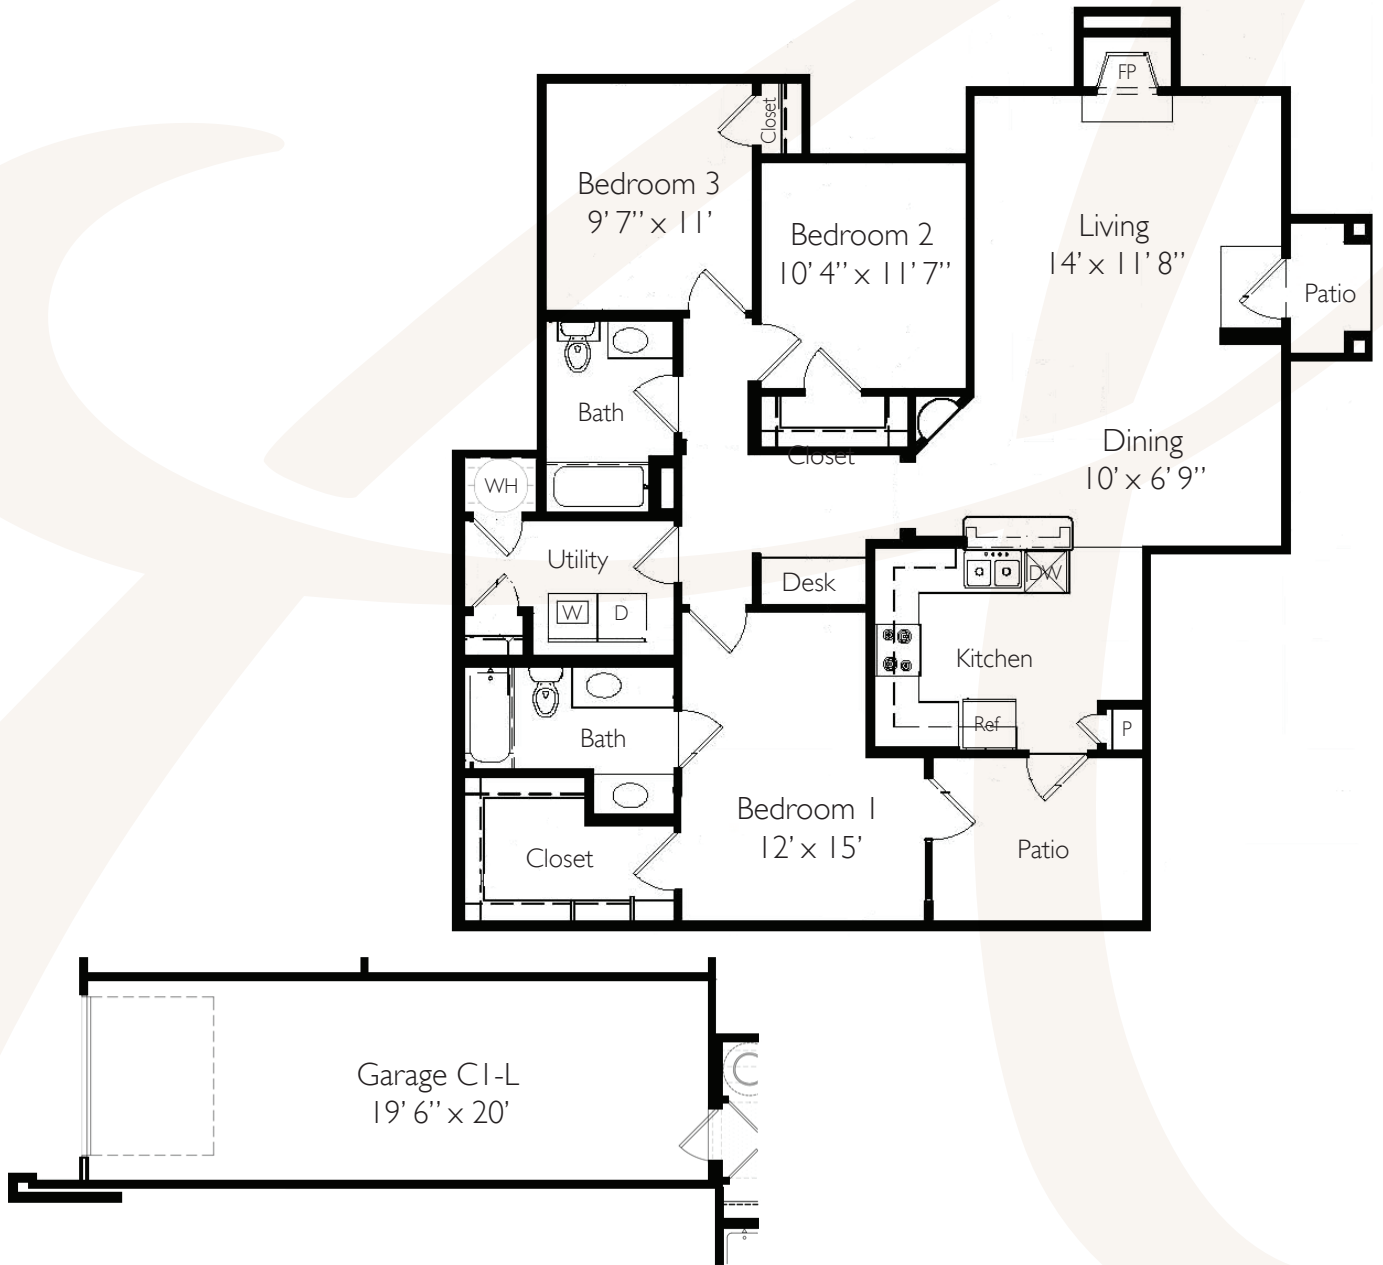 FP
Closet
Bedroom 3
9' 7" x 11'
Bedroom 2
10' 4" x 11' 7"
Living
14' x 11' 8"
Patio
Bath
Closet
Dining
10' x 6' 9"
WH
Utility
Desk
DW
W
D
Kitchen
Ref
P
Bath
Bedroom 1
12' x 15'
Closet
Patio
Garage C1-L
19' 6" x 20'